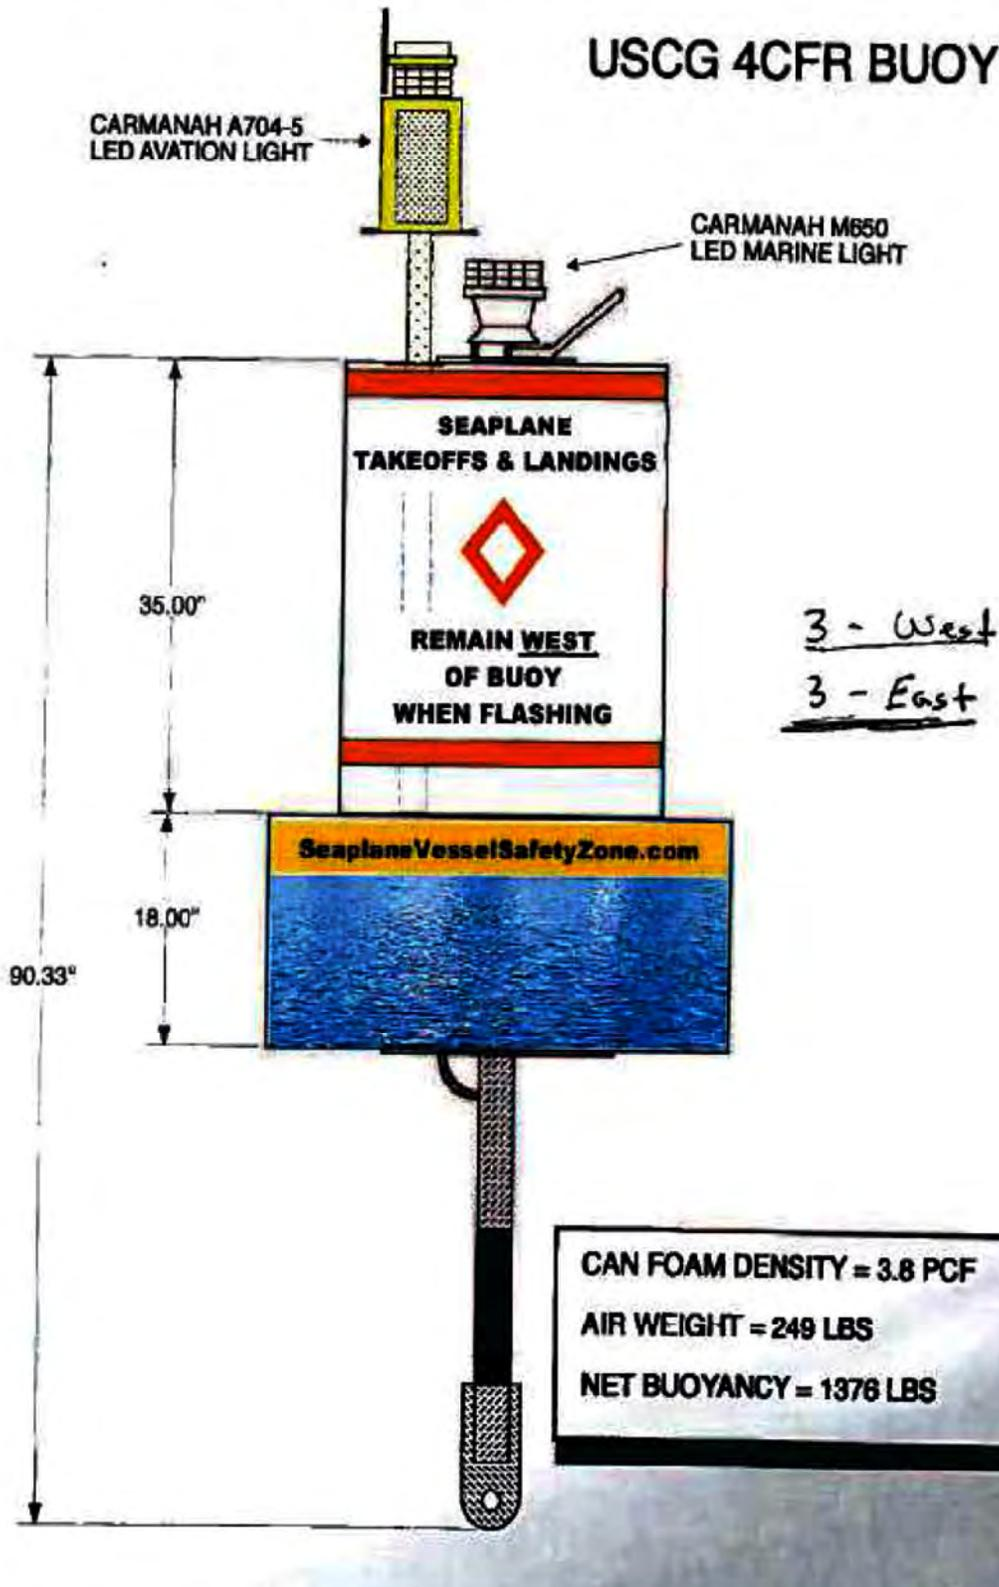 USCG 4CFR BUOY
CARMANAH A704-5
LED AVATION LIGHT
CARMANAH M650
LED MARINE LIGHT
SEAPLANE
TAKEOFFS & LANDINGS
35.00"
REMAIN WEST
OF BUOY
WHEN FLASHING
3 - West
3 - East
SeaplaneVesselSafetyZone.com
18.00"
90.33"
CAN FOAM DENSITY = 3.8 PCF
AIR WEIGHT = 249 LBS
NET BUOYANCY = 1376 LBS